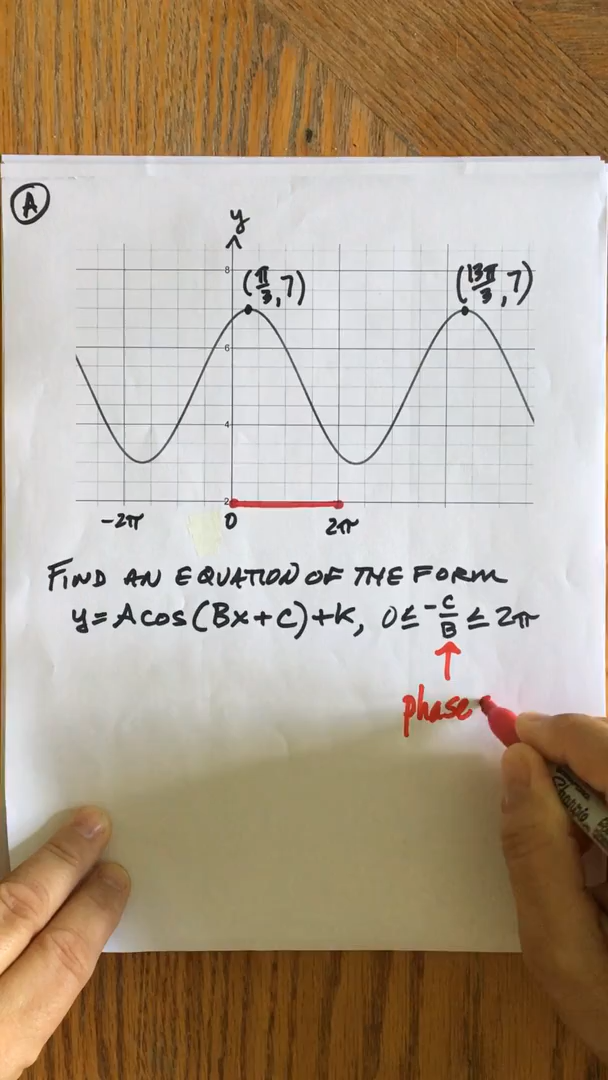 A
y
8
(π/3, 7) (13π/3, 7)
6
4
2
-2π 0 2π
FIND AN EQUATION OF THE FORM
y = A cos(Bx + C) + K, 0 ≤ -C/B ≤ 2π
phase
Sharpie